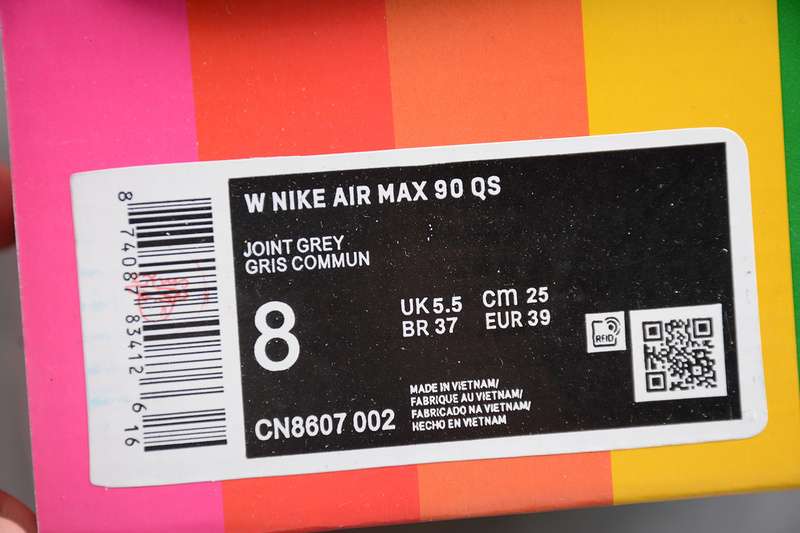 W NIKE AIR MAX 90 QS
JOINT GREY
GRIS COMMUN
8
UK 5.5 cm 25
BR 37 EUR 39
RFID
CN8607 002
MADE IN VIETNAM/
FABRIQUE AU VIETNAM/
FABRICADO NA VIETNAM/
HECHO EN VIETNAM
8 74087 83412 6 16